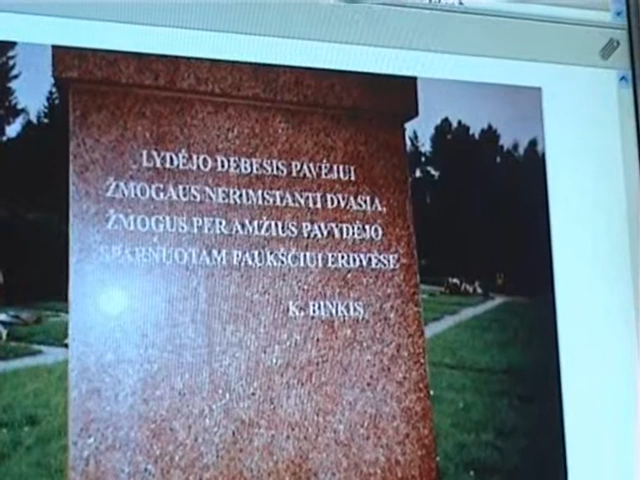 LYDĖJO DEBESIS PAVĖJUI
ŽMOGAUS NERIMSTANTI DVASIA,
ŽMOGUS PER AMŽIUS PAVYDĖJO
SPARNUOTAM PAUKŠČIUI ERDVĖSE
K. BINKIS